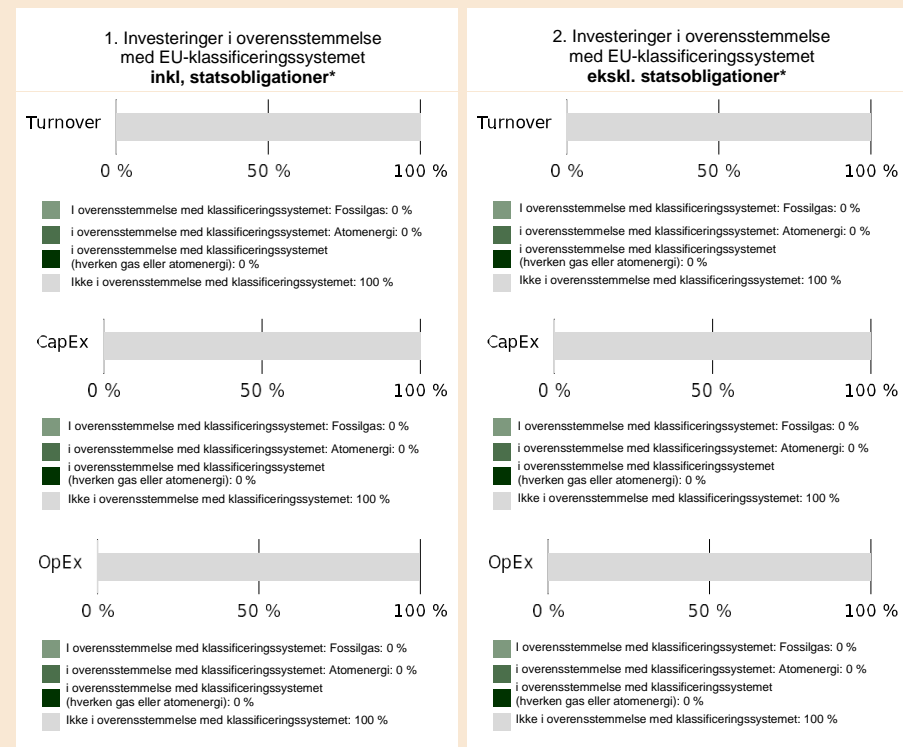 1. Investeringer i overensstemmelse
med EU-klassificeringssystemet
inkl, statsobligationer*
Turnover
0 % 50 % 100 %
I overensstemmelse med klassificeringssystemet: Fossilgas: 0 %
i overensstemmelse med klassificeringssystemet: Atomenergi: 0 %
i overensstemmelse med klassificeringssystemet
(hverken gas eller atomenergi): 0 %
Ikke i overensstemmelse med klassificeringssystemet: 100 %
CapEx
0 % 50 % 100 %
I overensstemmelse med klassificeringssystemet: Fossilgas: 0 %
i overensstemmelse med klassificeringssystemet: Atomenergi: 0 %
i overensstemmelse med klassificeringssystemet
(hverken gas eller atomenergi): 0 %
Ikke i overensstemmelse med klassificeringssystemet: 100 %
OpEx
0 % 50 % 100 %
I overensstemmelse med klassificeringssystemet: Fossilgas: 0 %
i overensstemmelse med klassificeringssystemet: Atomenergi: 0 %
i overensstemmelse med klassificeringssystemet
(hverken gas eller atomenergi): 0 %
Ikke i overensstemmelse med klassificeringssystemet: 100 %
2. Investeringer i overensstemmelse
med EU-klassificeringssystemet
ekskl. statsobligationer*
Turnover
0 % 50 % 100 %
I overensstemmelse med klassificeringssystemet: Fossilgas: 0 %
i overensstemmelse med klassificeringssystemet: Atomenergi: 0 %
i overensstemmelse med klassificeringssystemet
(hverken gas eller atomenergi): 0 %
Ikke i overensstemmelse med klassificeringssystemet: 100 %
CapEx
0 % 50 % 100 %
I overensstemmelse med klassificeringssystemet: Fossilgas: 0 %
i overensstemmelse med klassificeringssystemet: Atomenergi: 0 %
i overensstemmelse med klassificeringssystemet
(hverken gas eller atomenergi): 0 %
Ikke i overensstemmelse med klassificeringssystemet: 100 %
OpEx
0 % 50 % 100 %
I overensstemmelse med klassificeringssystemet: Fossilgas: 0 %
i overensstemmelse med klassificeringssystemet: Atomenergi: 0 %
i overensstemmelse med klassificeringssystemet
(hverken gas eller atomenergi): 0 %
Ikke i overensstemmelse med klassificeringssystemet: 100 %